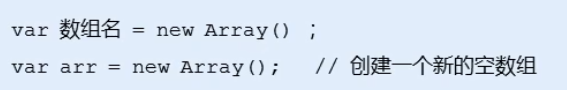 var 数组名 = new Array() ;
var arr = new Array();   // 创建一个新的空数组